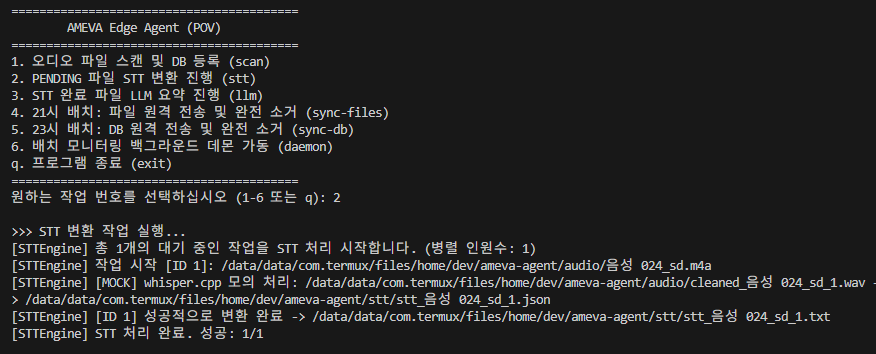 =========================================
AMEVA Edge Agent (POV)
=========================================
1. 오디오 파일 스캔 및 DB 등록 (scan)
2. PENDING 파일 STT 변환 진행 (stt)
3. STT 완료 파일 LLM 요약 진행 (llm)
4. 21시 배치: 파일 원격 전송 및 완전 소거 (sync-files)
5. 23시 배치: DB 원격 전송 및 완전 소거 (sync-db)
6. 배치 모니터링 백그라운드 데몬 가동 (daemon)
q. 프로그램 종료 (exit)
=========================================
원하는 작업 번호를 선택하십시오 (1-6 또는 q): 2
>>> STT 변환 작업 실행...
[STTEngine] 총 1개의 대기 중인 작업을 STT 처리 시작합니다. (병렬 인원수: 1)
[STTEngine] 작업 시작 [ID 1]: /data/data/com.termux/files/home/dev/ameva-agent/audio/음성 024_sd.m4a
[STTEngine] [MOCK] whisper.cpp 모의 처리: /data/data/com.termux/files/home/dev/ameva-agent/audio/cleaned_음성 024_sd_1.wav -
> /data/data/com.termux/files/home/dev/ameva-agent/stt/stt_음성 024_sd_1.json
[STTEngine] [ID 1] 성공적으로 변환 완료 -> /data/data/com.termux/files/home/dev/ameva-agent/stt/stt_음성 024_sd_1.txt
[STTEngine] STT 처리 완료. 성공: 1/1